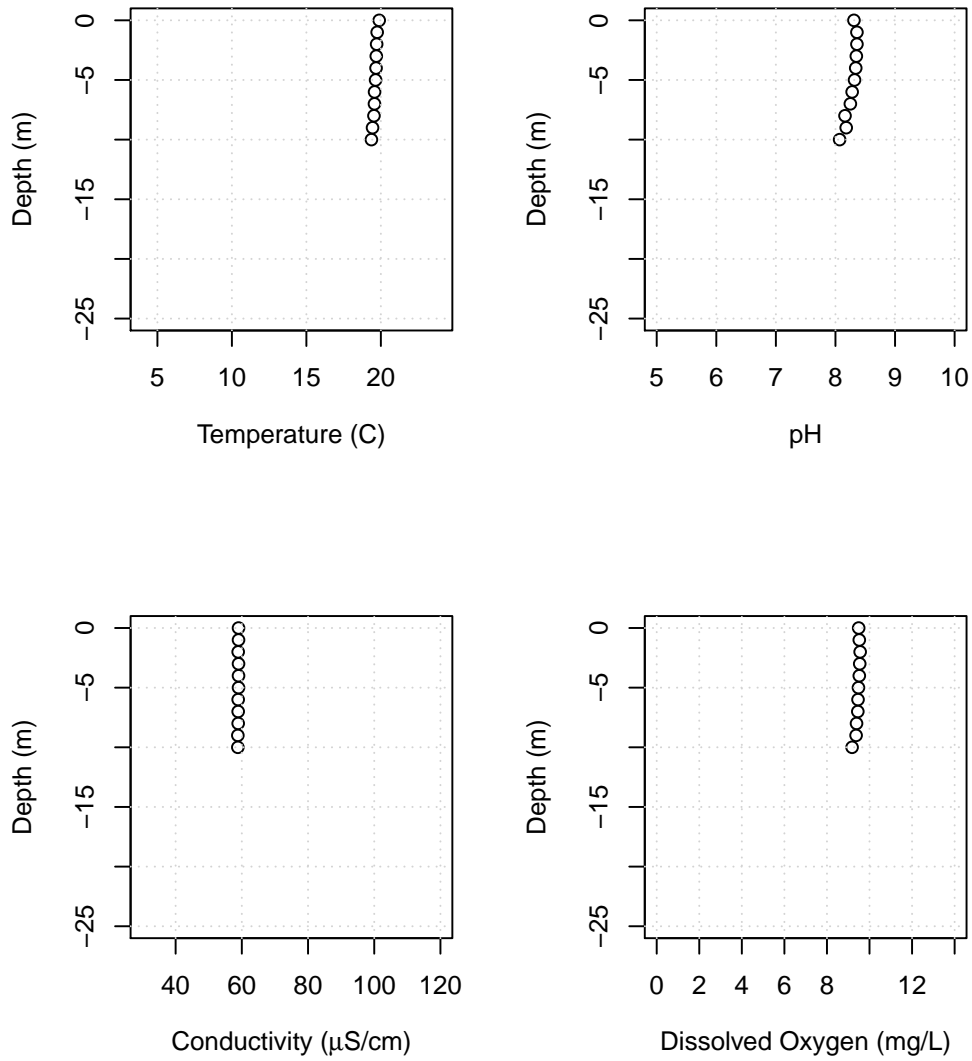 0
−5
−15
−25
Depth (m)
5 10 15 20
Temperature (C)
0
−5
−15
−25
Depth (m)
5 6 7 8 9 10
pH
0
−5
−15
−25
Depth (m)
40 60 80 100 120
Conductivity (μS/cm)
0
−5
−15
−25
Depth (m)
0 2 4 6 8 12
Dissolved Oxygen (mg/L)